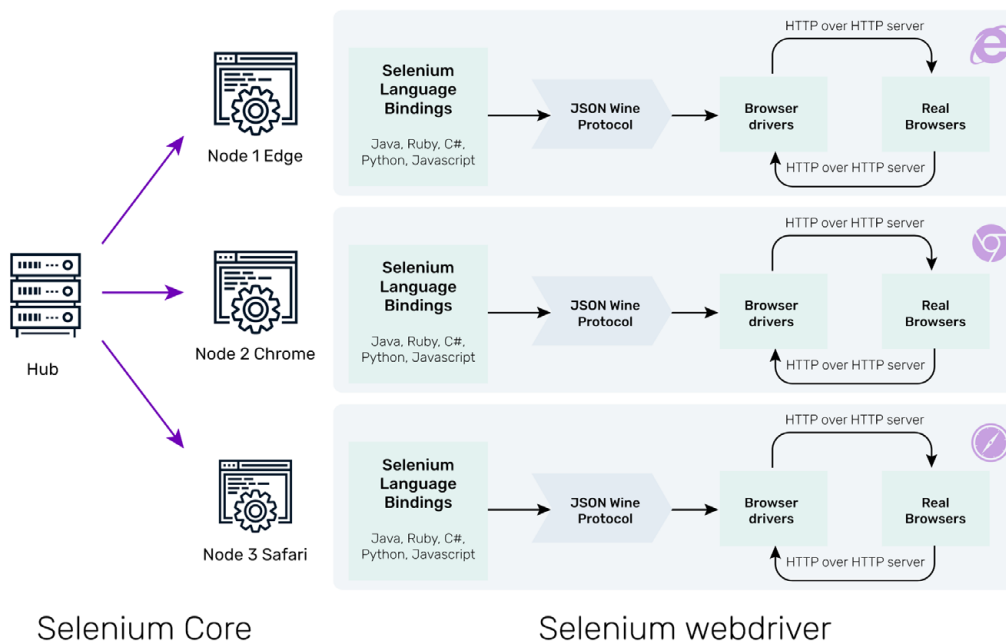 HTTP over HTTP server
Selenium
Language
Bindings
Java, Ruby, C#,
Python, Javascript
JSON Wine
Protocol
Browser
drivers
Real
Browsers
HTTP over HTTP server
Node 1 Edge
HTTP over HTTP server
Selenium
Language
Bindings
Java, Ruby, C#,
Python, Javascript
JSON Wine
Protocol
Browser
drivers
Real
Browsers
HTTP over HTTP server
Node 2 Chrome
Hub
HTTP over HTTP server
Selenium
Language
Bindings
Java, Ruby, C#,
Python, Javascript
JSON Wine
Protocol
Browser
drivers
Real
Browsers
HTTP over HTTP server
Node 3 Safari
Selenium Core
Selenium webdriver